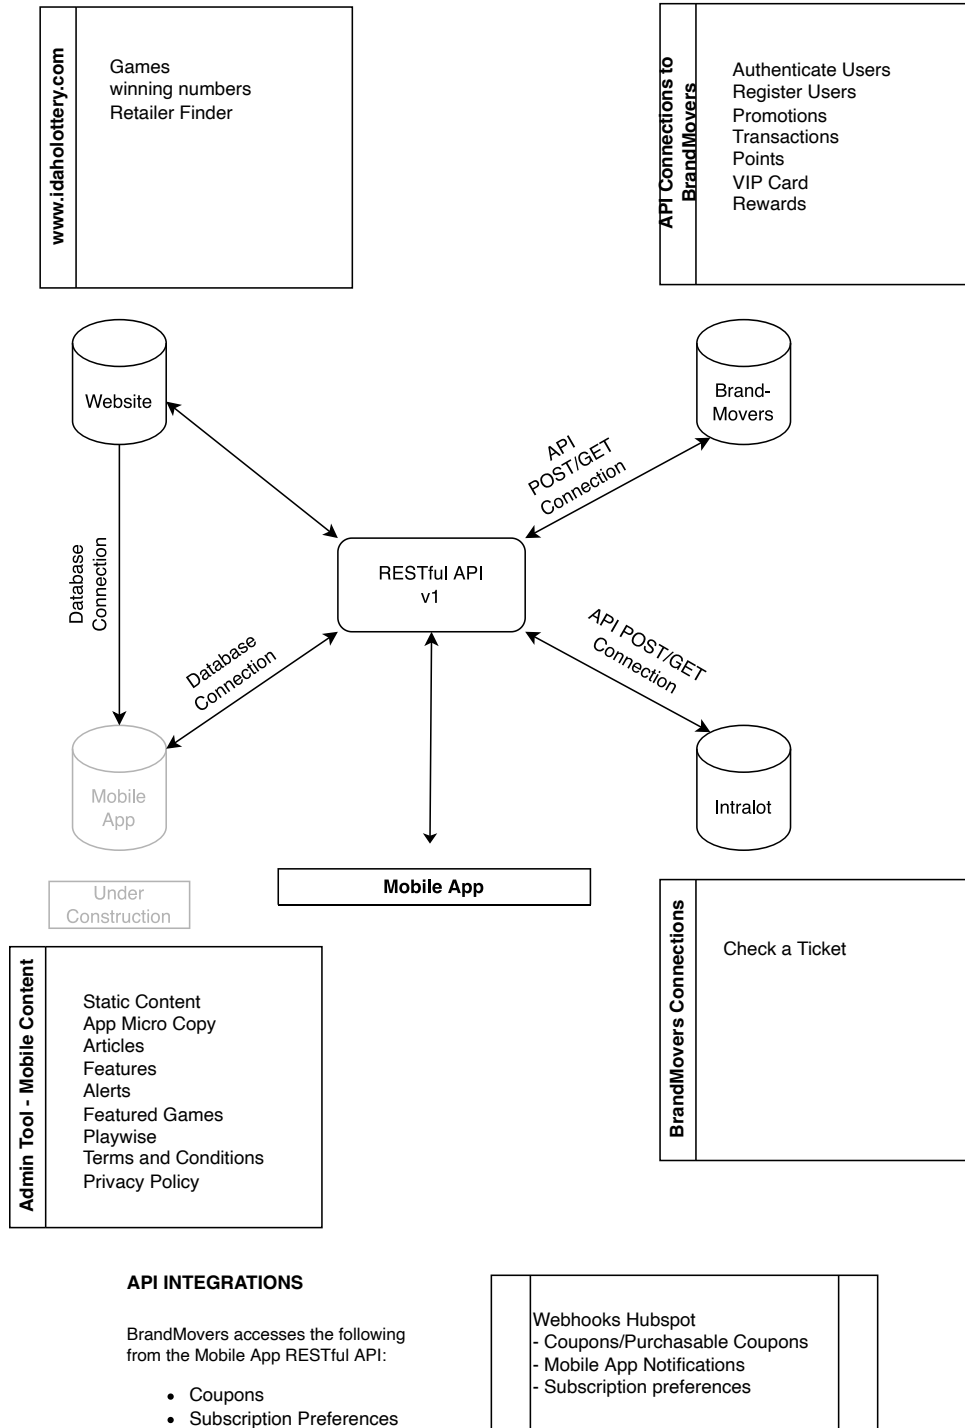 www.idaholottery.com
Games
winning numbers
Retailer Finder
API Connections to
BrandMovers
Authenticate Users
Register Users
Promotions
Transactions
Points
VIP Card
Rewards
Website
Brand-
Movers
API
POST/GET
Connection
Database
Connection
RESTful API
v1
Database
Connection
API POST/GET
Connection
Mobile
App
Intralot
Under
Construction
Mobile App
BrandMovers Connections
Check a Ticket
Admin Tool - Mobile Content
Static Content
App Micro Copy
Articles
Features
Alerts
Featured Games
Playwise
Terms and Conditions
Privacy Policy
API INTEGRATIONS
BrandMovers accesses the following
from the Mobile App RESTful API:
• Coupons
• Subscription Preferences
Webhooks Hubspot
- Coupons/Purchasable Coupons
- Mobile App Notifications
- Subscription preferences